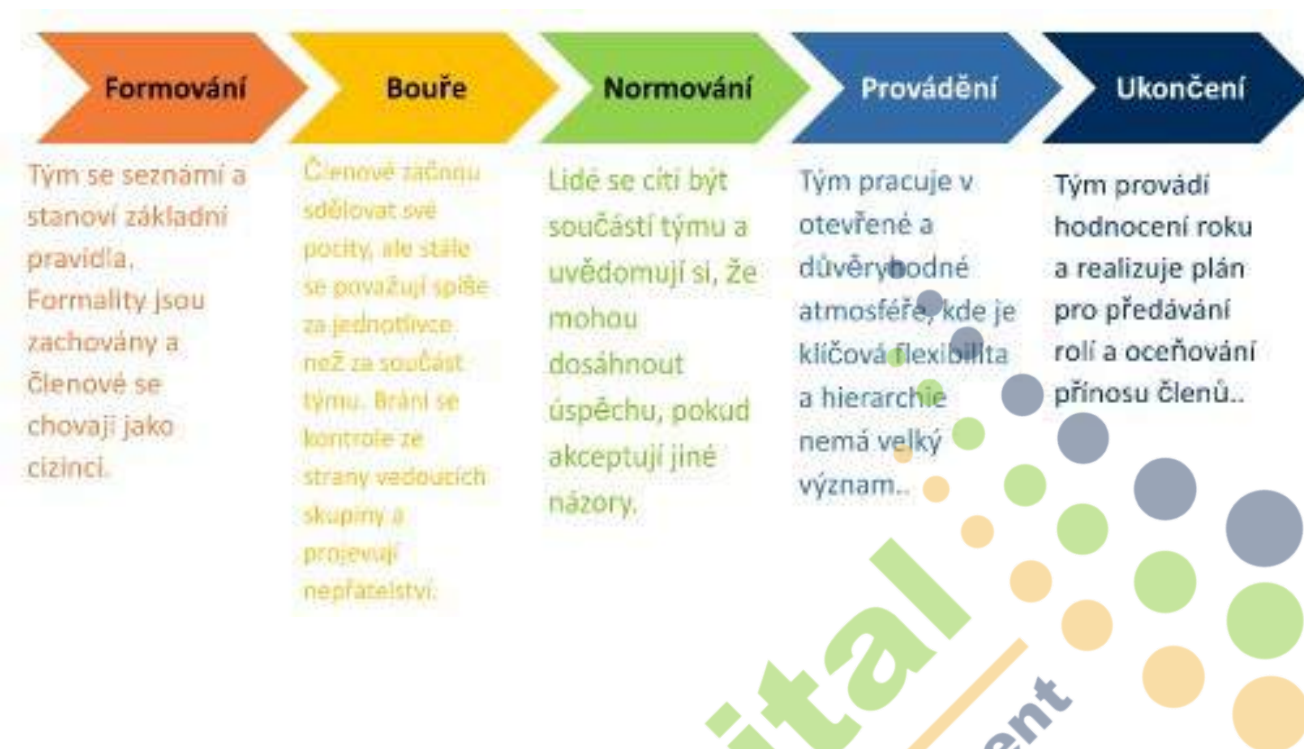 Formování
Bouře
Normování
Provádění
Ukončení
Tým se seznámí a
stanoví základní
pravidla.
Formality jsou
zachovány a
členové se
chovají jako
cizinci.
Členové začnou
sdělovat své
pocity, ale stále
se považují spíše
za jednotlivce
než za součást
týmu. Brání se
kontrole ze
strany vedoucích
skupiny a
projevují
nepřátelství.
Lidé se cítí být
součástí týmu a
uvědomují si, že
mohou
dosáhnout
úspěchu, pokud
akceptují jiné
názory.
Tým pracuje v
otevřené a
důvěryhodné
atmosféře, kde je
klíčová flexibilita
a hierarchie
nemá velký
význam..
Tým provádí
hodnocení roku
a realizuje plán
pro předávání
rolí a oceňování
přínosu členů..
ital
ent